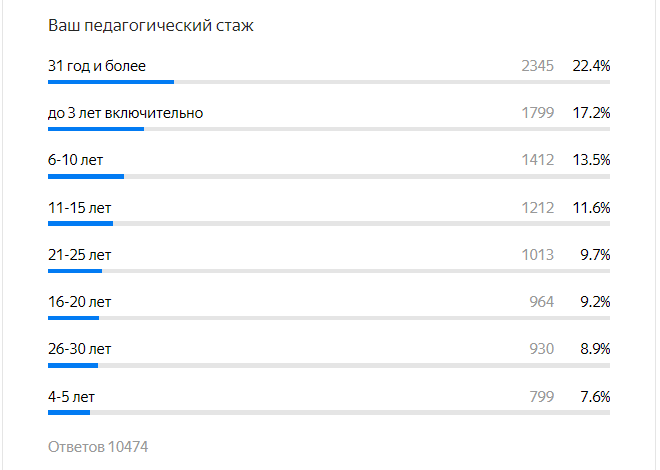 Ваш педагогический стаж
31 год и более 2345 22.4%
до 3 лет включительно 1799 17.2%
6-10 лет 1412 13.5%
11-15 лет 1212 11.6%
21-25 лет 1013 9.7%
16-20 лет 964 9.2%
26-30 лет 930 8.9%
4-5 лет 799 7.6%
Ответов 10474